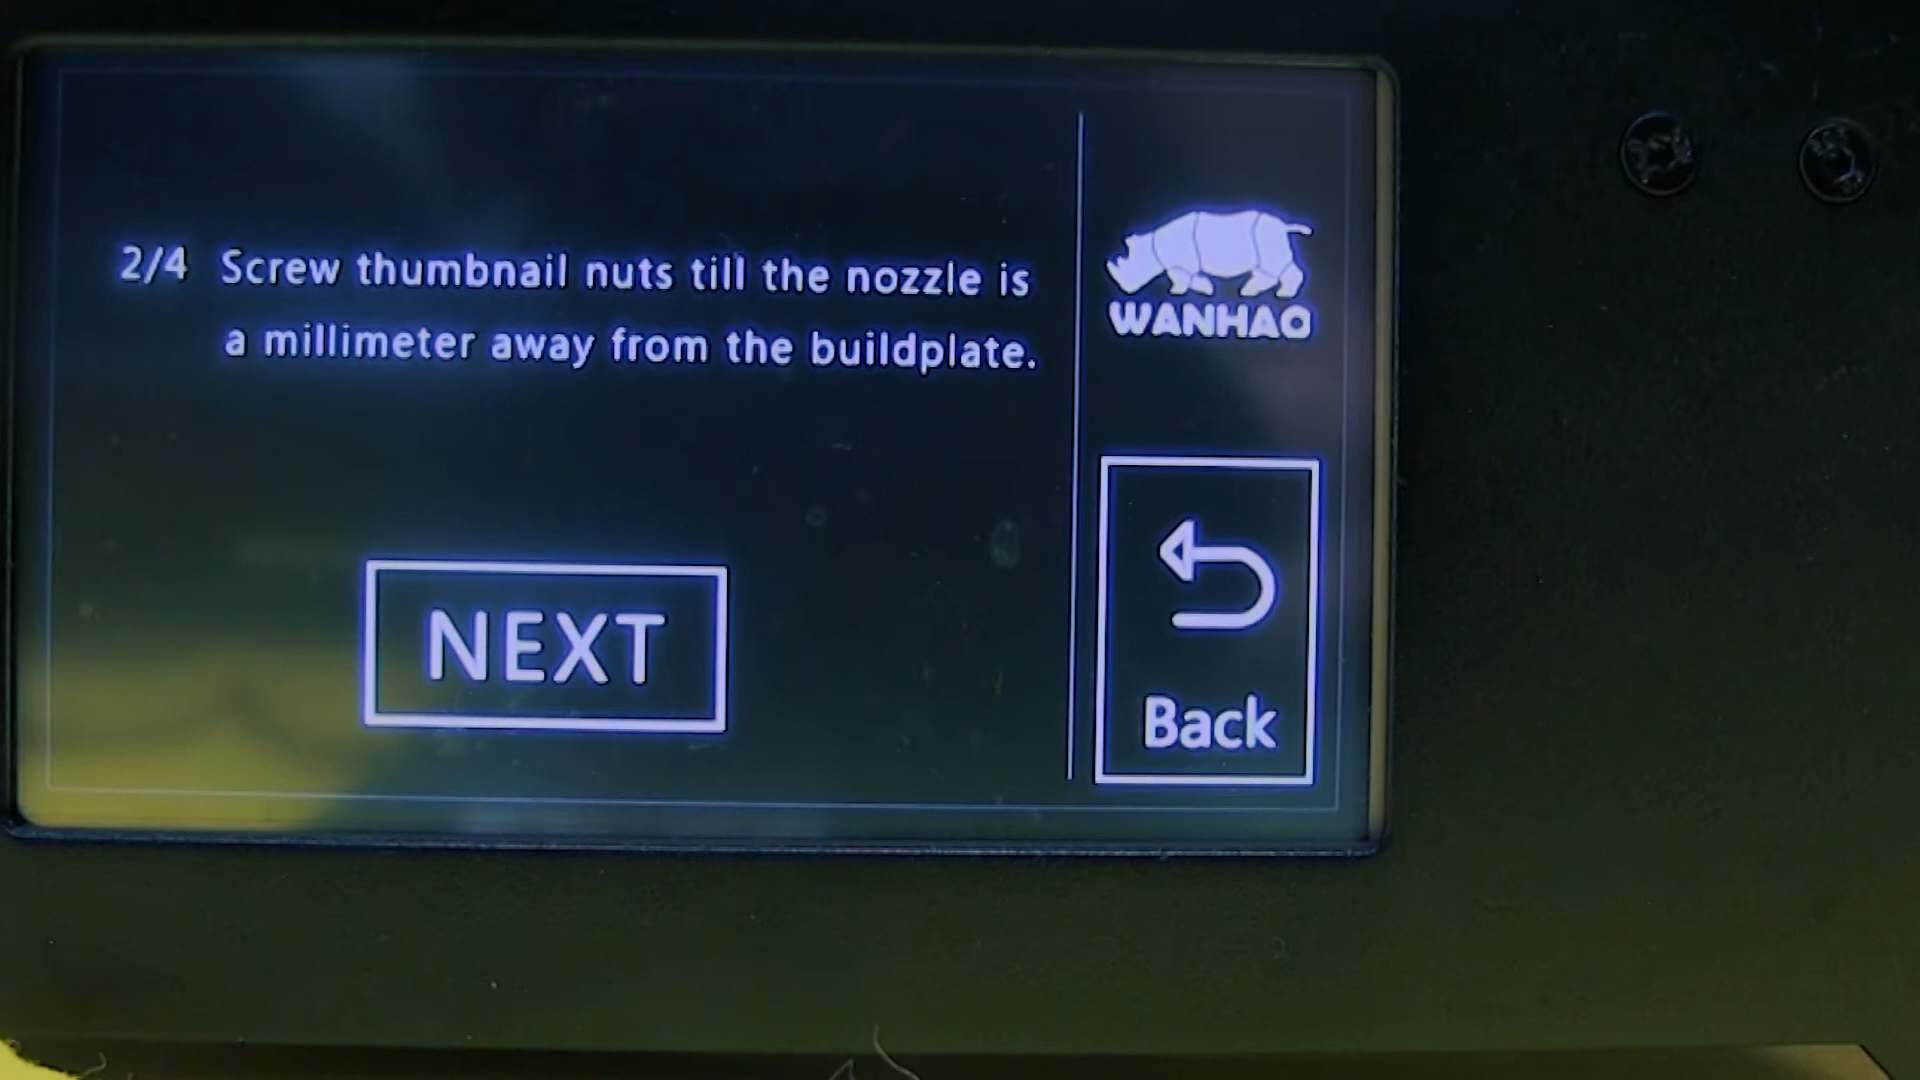 2/4 Screw thumbnail nuts till the nozzle is
a millimeter away from the buildplate.
NEXT
WANHAO
Back